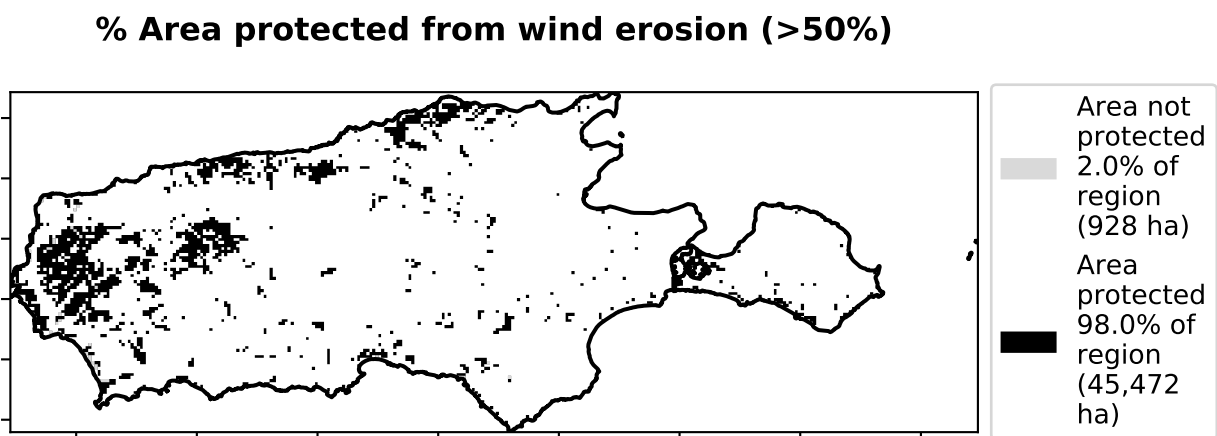 % Area protected from wind erosion (>50%)
Area not
protected
2.0% of
region
(928 ha)
Area
protected
98.0% of
region
(45,472
ha)